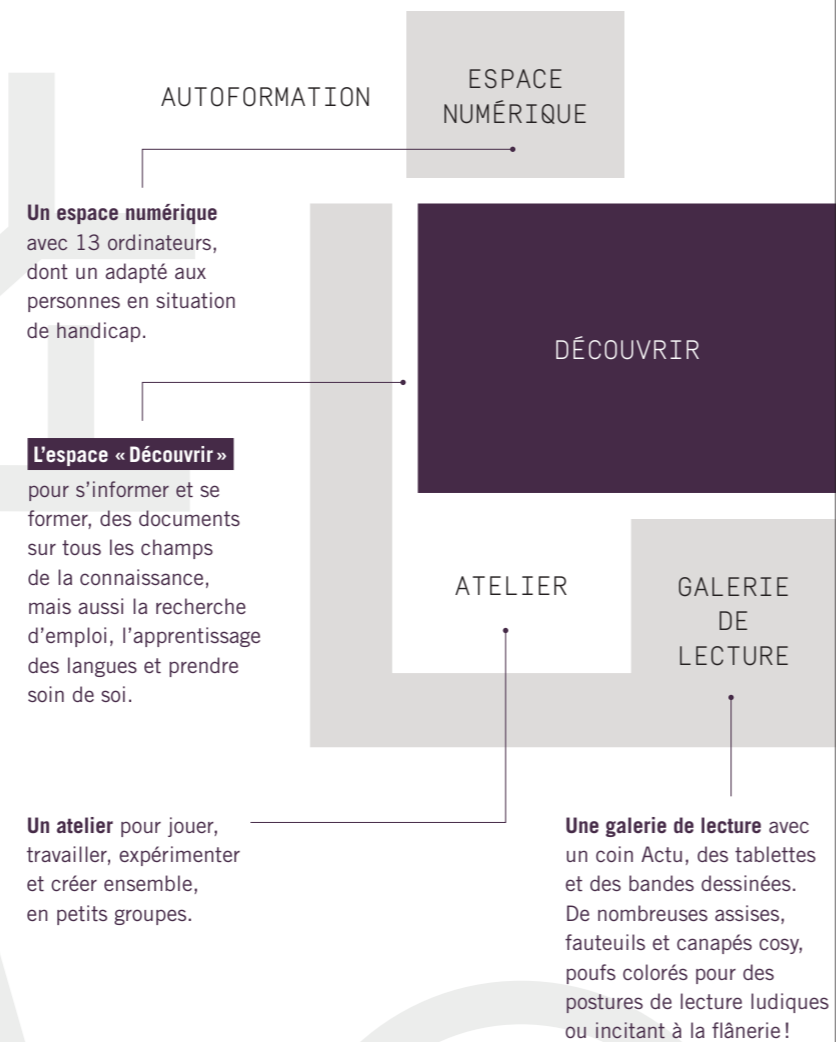 AUTOFORMATION
ESPACE
NUMÉRIQUE
Un espace numérique
avec 13 ordinateurs,
dont un adapté aux
personnes en situation
de handicap.
DÉCOUVRIR
L'espace « Découvrir »
pour s'informer et se
former, des documents
sur tous les champs
de la connaissance,
mais aussi la recherche
d'emploi, l'apprentissage
des langues et prendre
soin de soi.
ATELIER
GALERIE
DE
LECTURE
Un atelier pour jouer,
travailler, expérimenter
et créer ensemble,
en petits groupes.
Une galerie de lecture avec
un coin Actu, des tablettes
et des bandes dessinées.
De nombreuses assises,
fauteuils et canapés cosy,
poufs colorés pour des
postures de lecture ludiques
ou incitant à la flânerie !